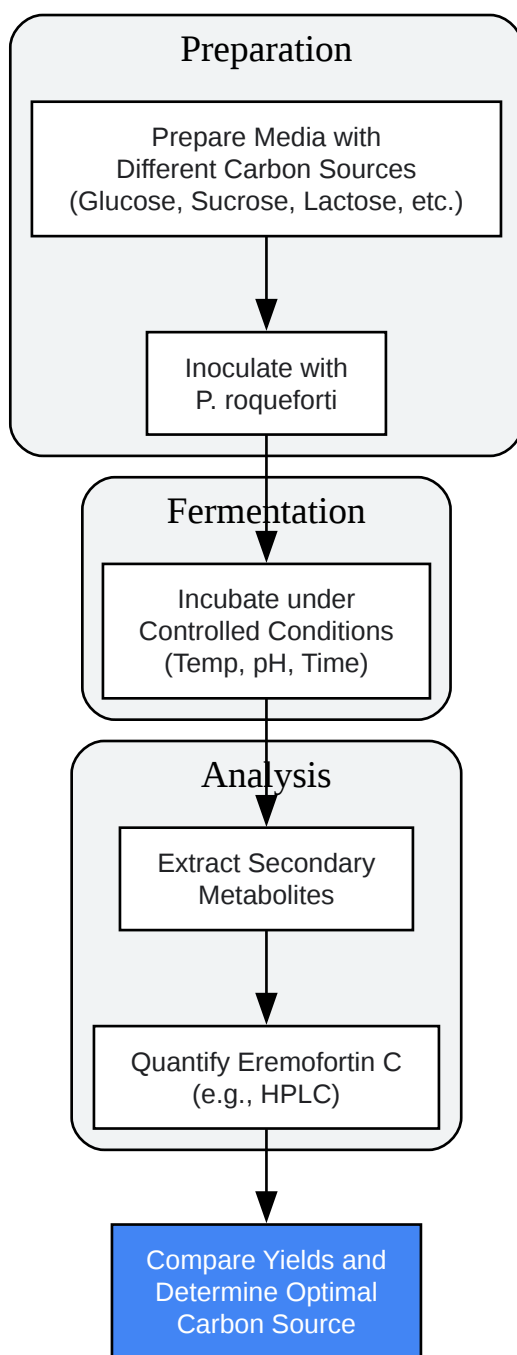 Preparation
Prepare Media with
Different Carbon Sources
(Glucose, Sucrose, Lactose, etc.)
Inoculate with
P. roqueforti
Fermentation
Incubate under
Controlled Conditions
(Temp, pH, Time)
Analysis
Extract Secondary
Metabolites
Quantify Eremofortin C
(e.g., HPLC)
Compare Yields and
Determine Optimal
Carbon Source